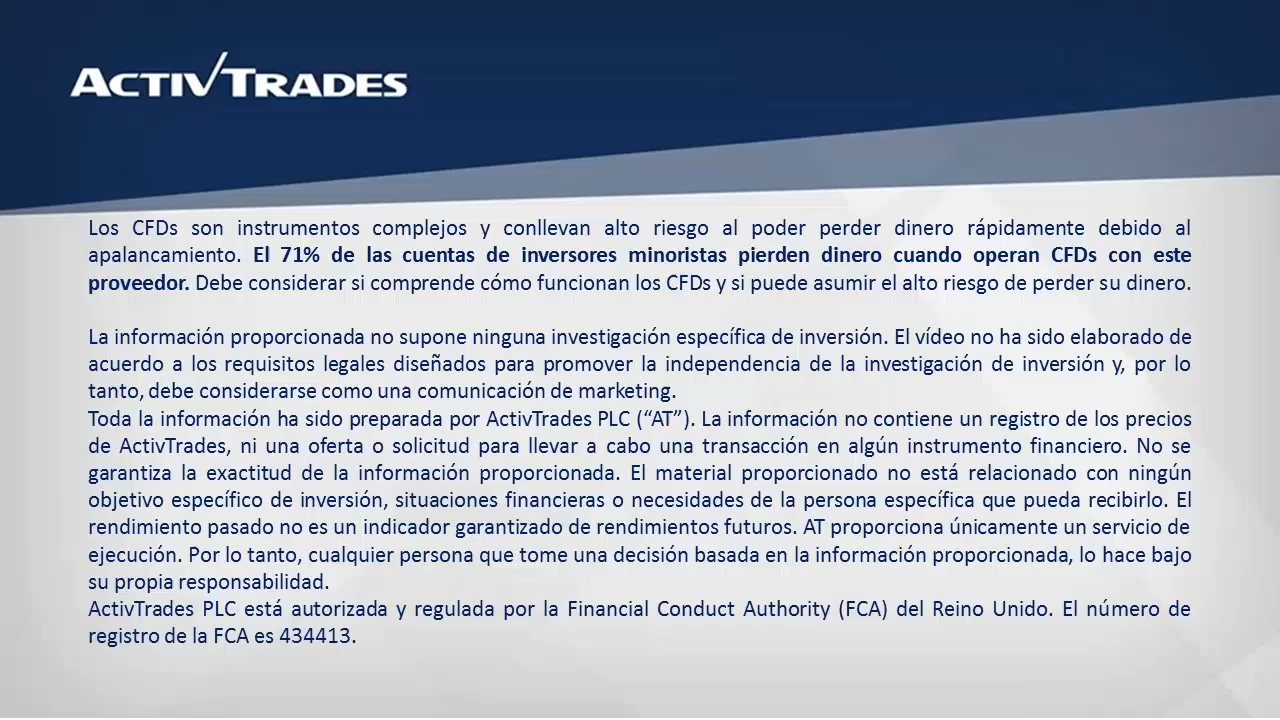 ACTIVTRADES
Los CFDs son instrumentos complejos y conllevan alto riesgo al poder perder dinero rápidamente debido al
apalancamiento. El 71% de las cuentas de inversores minoristas pierden dinero cuando operan CFDs con este
proveedor. Debe considerar si comprende cómo funcionan los CFDs y si puede asumir el alto riesgo de perder su dinero.
La información proporcionada no supone ninguna investigación específica de inversión. El vídeo no ha sido elaborado de
acuerdo a los requisitos legales diseñados para promover la independencia de la investigación de inversión y, por lo
tanto, debe considerarse como una comunicación de marketing.
Toda la información ha sido preparada por ActivTrades PLC (“AT”). La información no contiene un registro de los precios
de ActivTrades, ni una oferta o solicitud para llevar a cabo una transacción en algún instrumento financiero. No se
garantiza la exactitud de la información proporcionada. El material proporcionado no está relacionado con ningún
objetivo específico de inversión, situaciones financieras o necesidades de la persona específica que pueda recibirlo. El
rendimiento pasado no es un indicador garantizado de rendimientos futuros. AT proporciona únicamente un servicio de
ejecución. Por lo tanto, cualquier persona que tome una decisión basada en la información proporcionada, lo hace bajo
su propia responsabilidad.
ActivTrades PLC está autorizada y regulada por la Financial Conduct Authority (FCA) del Reino Unido. El número de
registro de la FCA es 434413.